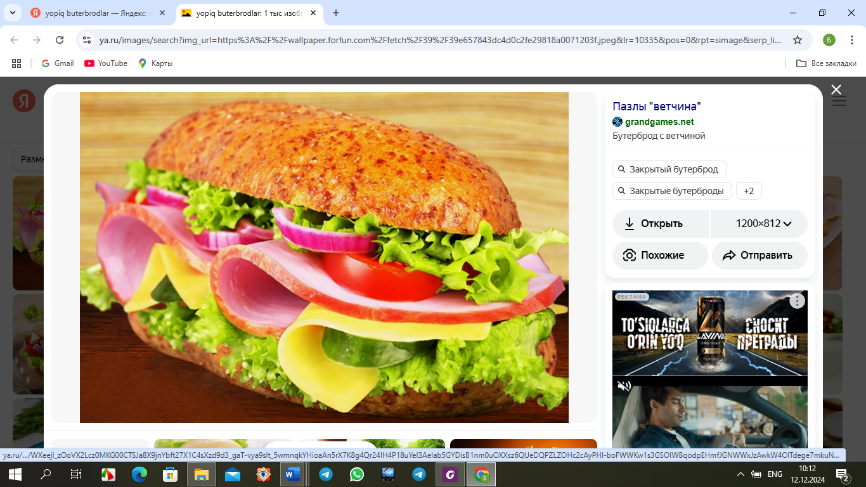 yopiq buterbrodlar — Яндекс:
yopiq buterbrodlar: 1 тыс изобр
ya.ru/images/search?img_url=https%3A%2F%2Fwallpaper.forfun.com%2Ffetch%2F39%2F39e657843dc4d0c2fe29818a0071203f.jpeg&lr=10335&pos=0&rpt=simage&serp_li...
Б
Gmail
YouTube
Карты
Все закладки
Я
Пазлы "ветчина"
grandgames.net
Бутерброд с ветчиной
Закрытый бутерброд
Закрытые бутерброды
+2
Открыть
1200×812
Похожие
Отправить
РЕКЛАМА
TO'SIQLARGA
O'RIN YO'Q
LAVINA
СНОСИТ
ПРЕГРАДЫ
ENG
10:12
12.12.2024
2